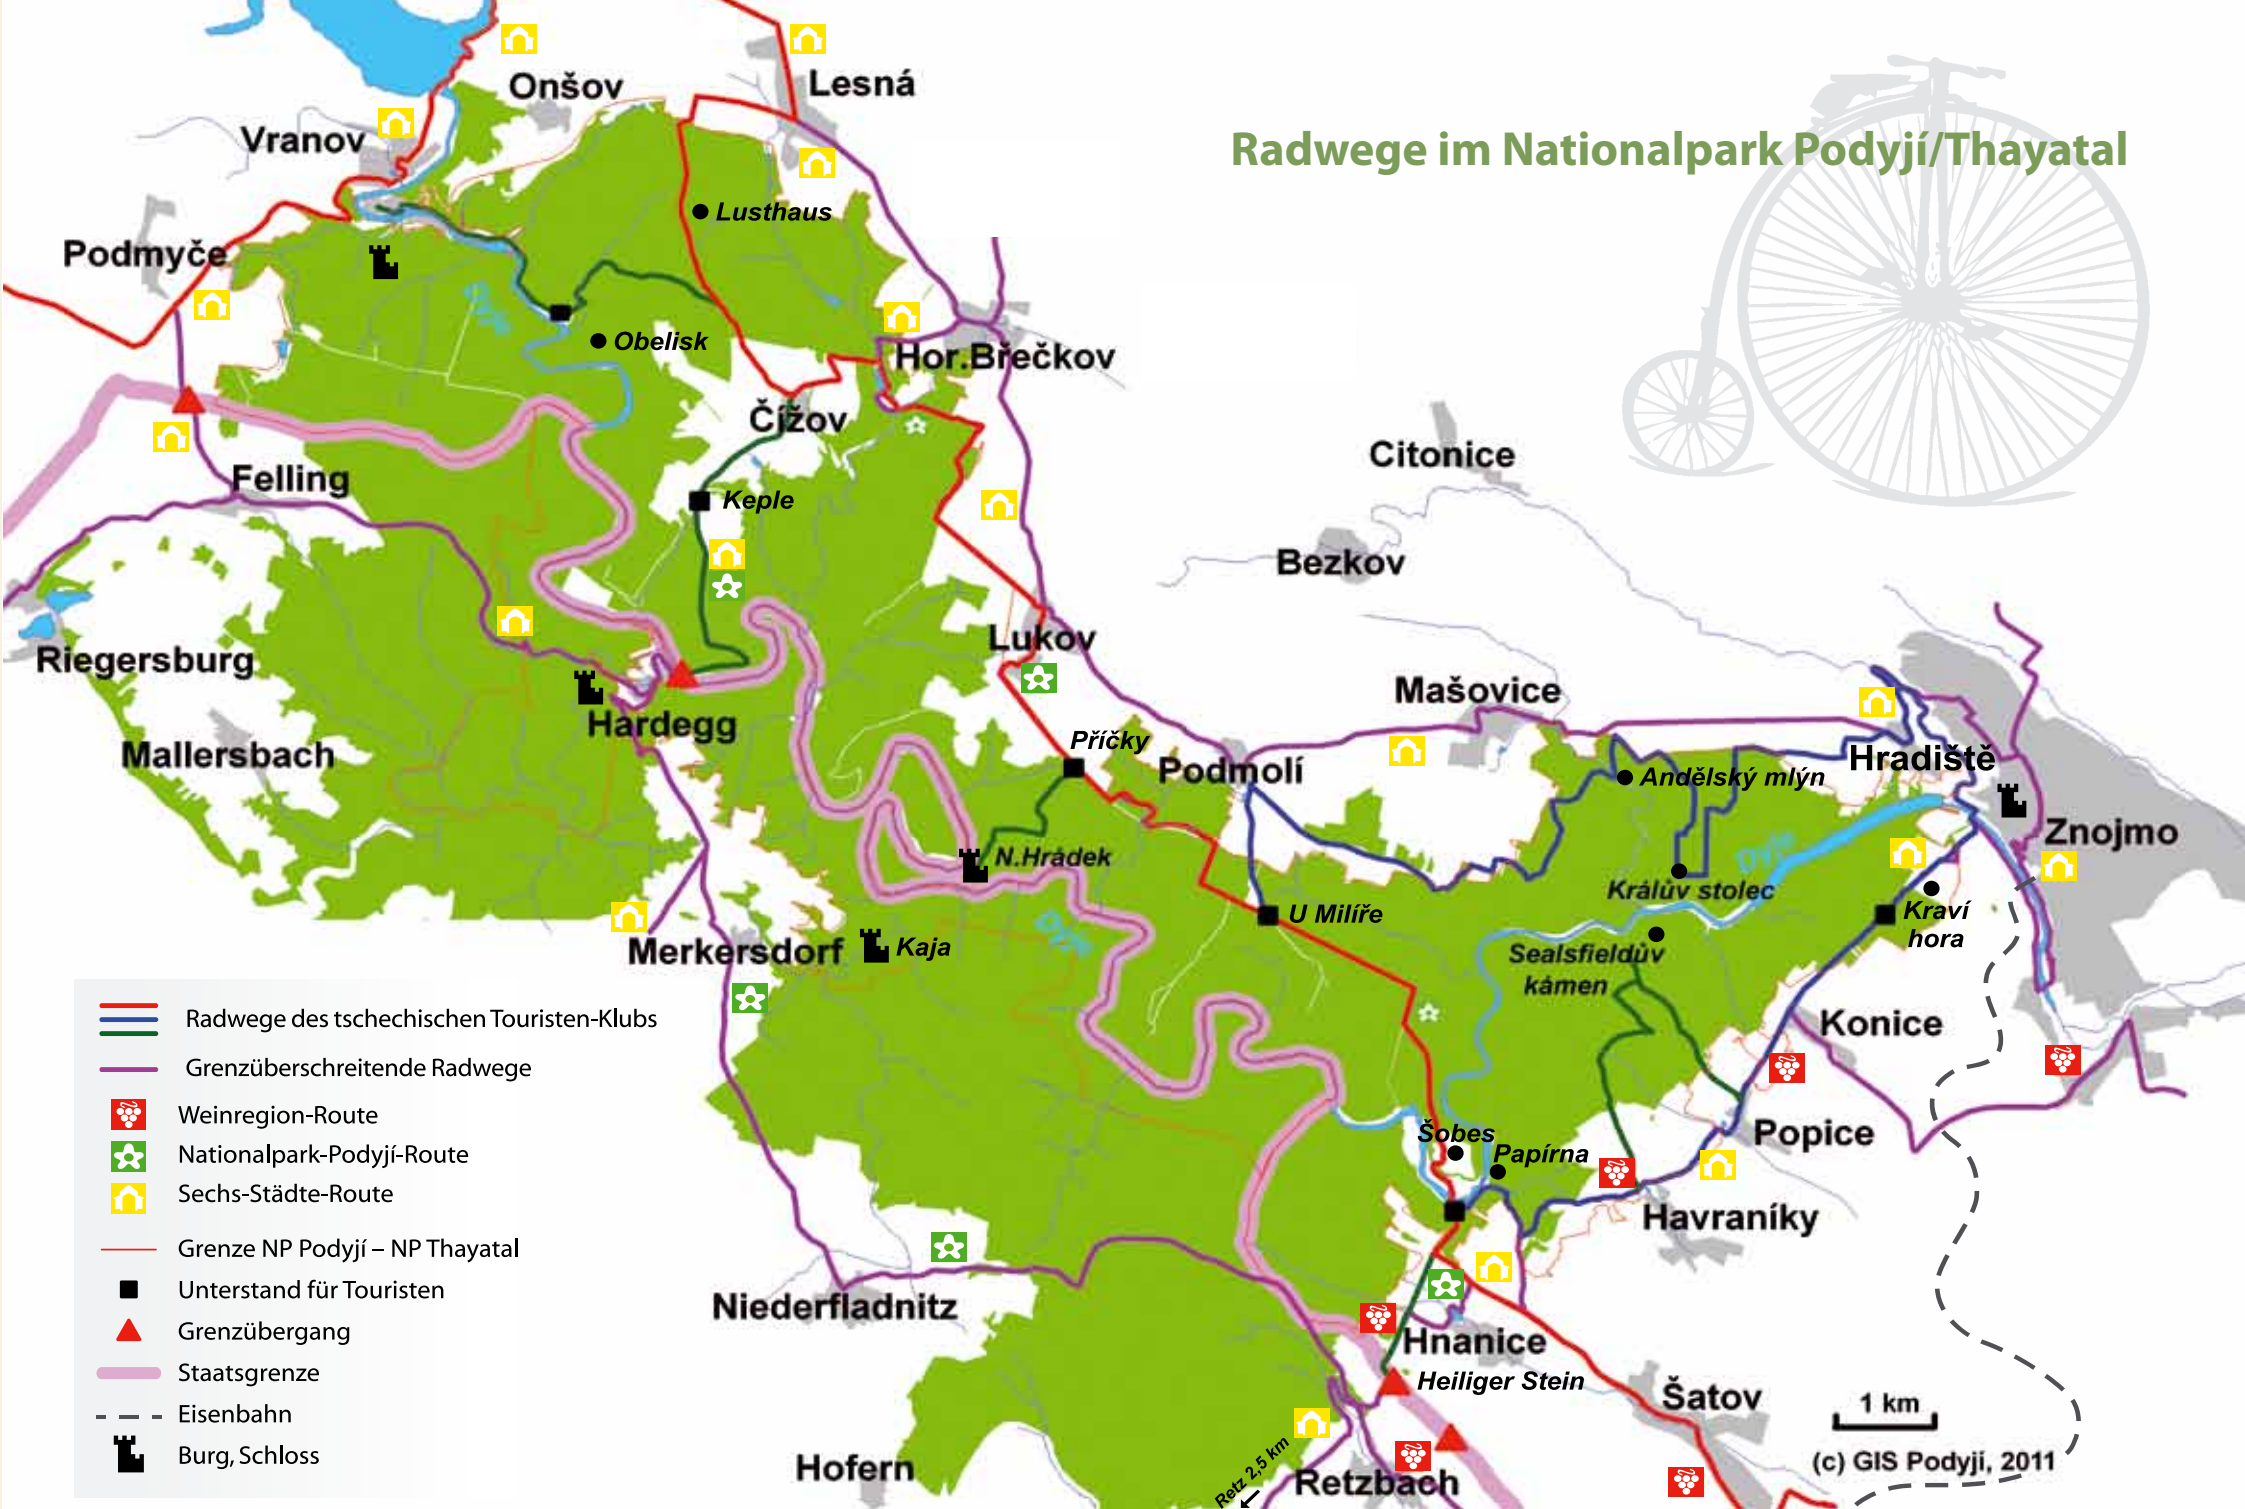 Radwege im Nationalpark Podyjí/Thayatal
Onšov
Lesná
Vranov
Lusthaus
Podmyče
Dyje
Obelisk
Hor.Břečkov
Čížov
Citonice
Felling
Keple
Bezkov
Lukov
Riegersburg
Mašovice
Hardegg
Příčky
Mallersbach
Podmolí
Hradiště
Andělský mlýn
Znojmo
Dyje
N.Hrádek
Králův stolec
U Milíře
Kraví
hora
Dyje
Merkersdorf
Kaja
Sealsfieldův
kámen
Konice
Šobes
Papírna
Popice
Havraníky
Niederfladnitz
Hnanice
Heiliger Stein
Šatov
Hofern
Retz 2,5 km
Retzbach
1 km
(c) GIS Podyjí, 2011
Radwege des tschechischen Touristen-Klubs
Grenzüberschreitende Radwege
Weinregion-Route
Nationalpark-Podyjí-Route
Sechs-Städte-Route
Grenze NP Podyjí – NP Thayatal
Unterstand für Touristen
Grenzübergang
Staatsgrenze
Eisenbahn
Burg, Schloss